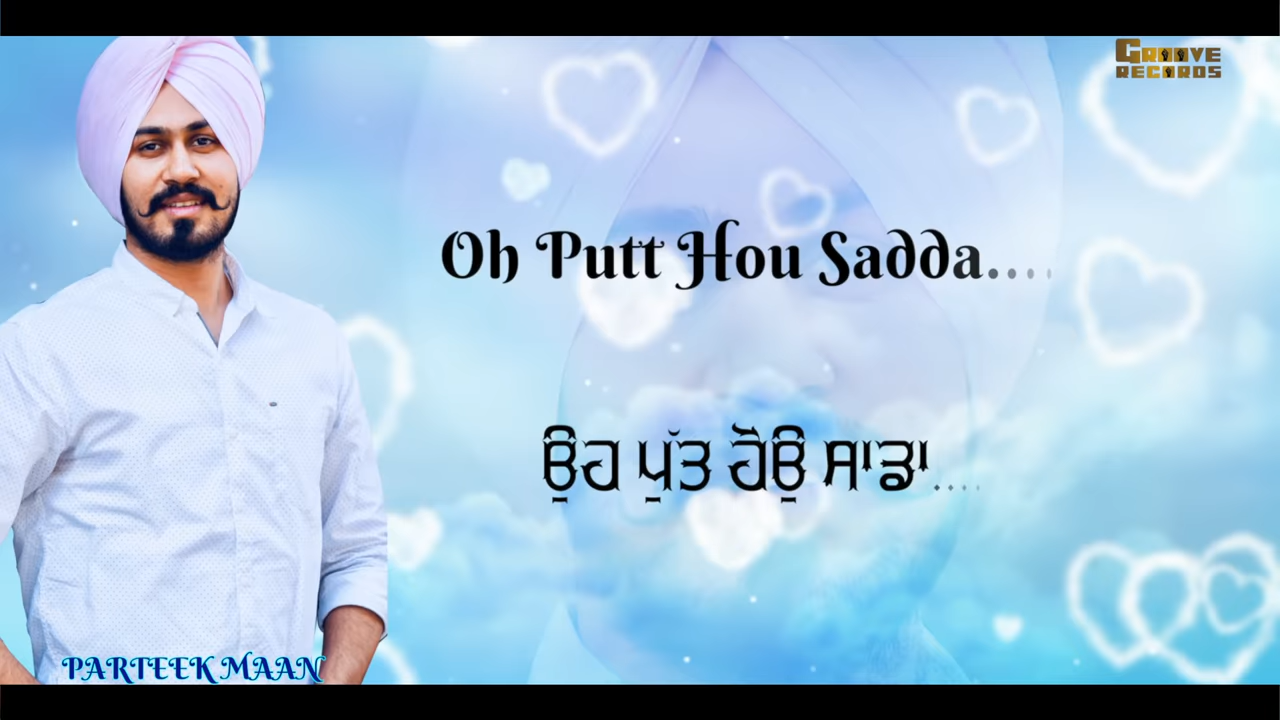 GROOVE
RECORDS
Oh Putt Hou Sadda....
ਉਹ ਪੁੱਤ ਹੋਉ ਸਾਡਾ....
PARTEEK MAAN